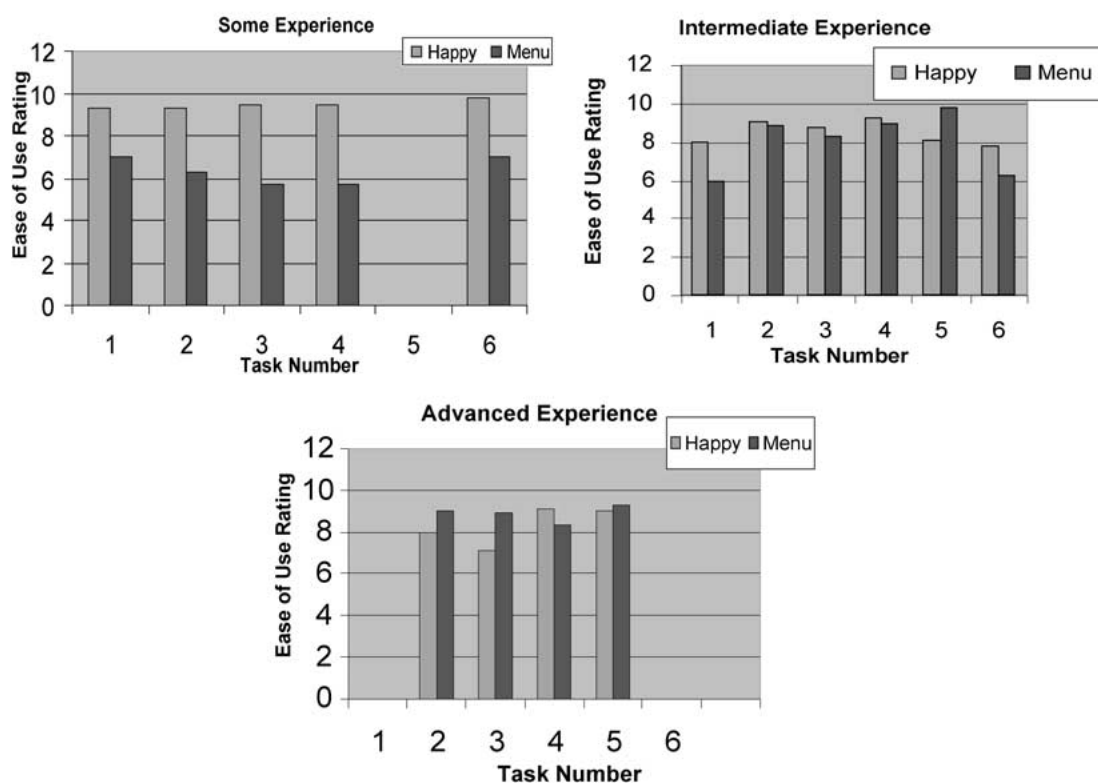 Some Experience
Happy Menu
Ease of Use Rating
12
10
8
6
4
2
0
1 2 3 4 5 6
Task Number
Intermediate Experience
Happy Menu
Ease of Use Rating
12
10
8
6
4
2
0
1 2 3 4 5 6
Task Number
Advanced Experience
Happy Menu
Ease of Use Rating
12
10
8
6
4
2
0
1 2 3 4 5 6
Task Number